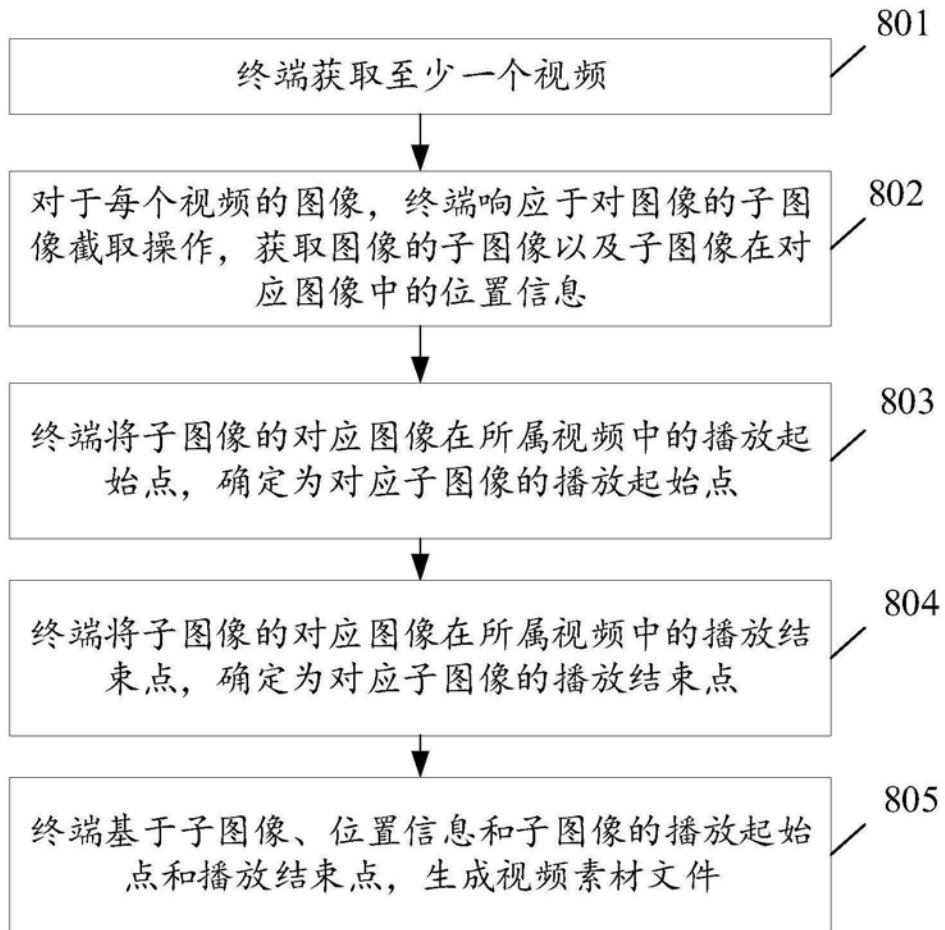 801
终端获取至少一个视频
802
对于每个视频的图像，终端响应于对图像的子图
像截取操作，获取图像的子图像以及子图像在对
应图像中的位置信息
803
终端将子图像的对应图像在所属视频中的播放起
始点，确定为对应子图像的播放起始点
804
终端将子图像的对应图像在所属视频中的播放结
束点，确定为对应子图像的播放结束点
805
终端基于子图像、位置信息和子图像的播放起始
点和播放结束点，生成视频素材文件